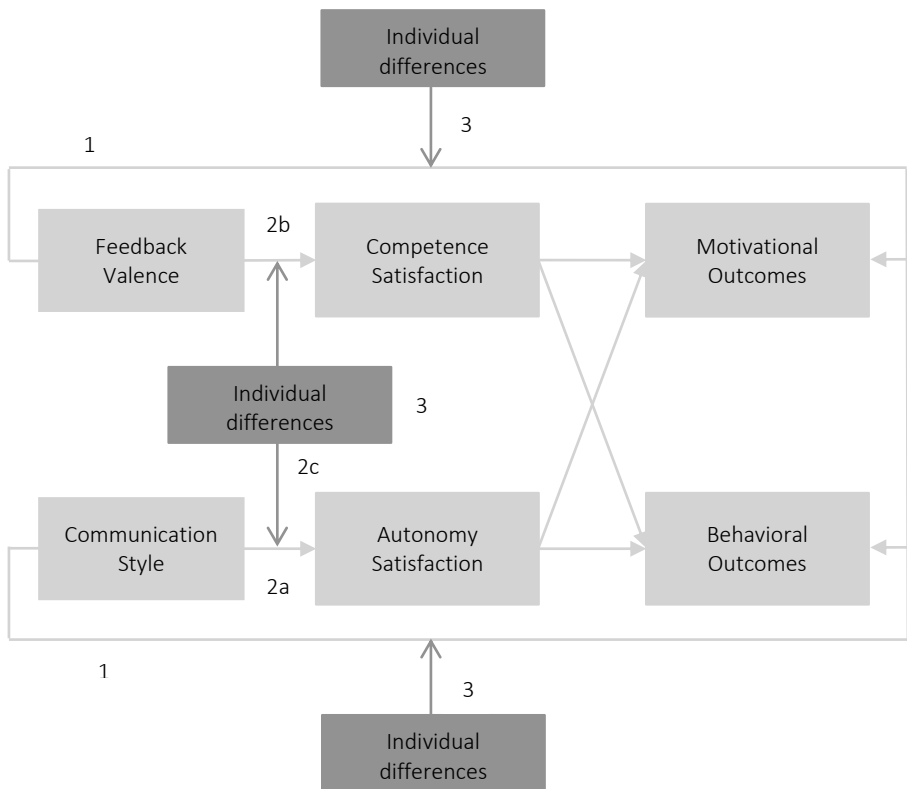 Individual
differences
3
1
2b
Feedback
Valence
Competence
Satisfaction
Motivational
Outcomes
Individual
differences
3
2c
Communication
Style
Autonomy
Satisfaction
Behavioral
Outcomes
2a
1
3
Individual
differences